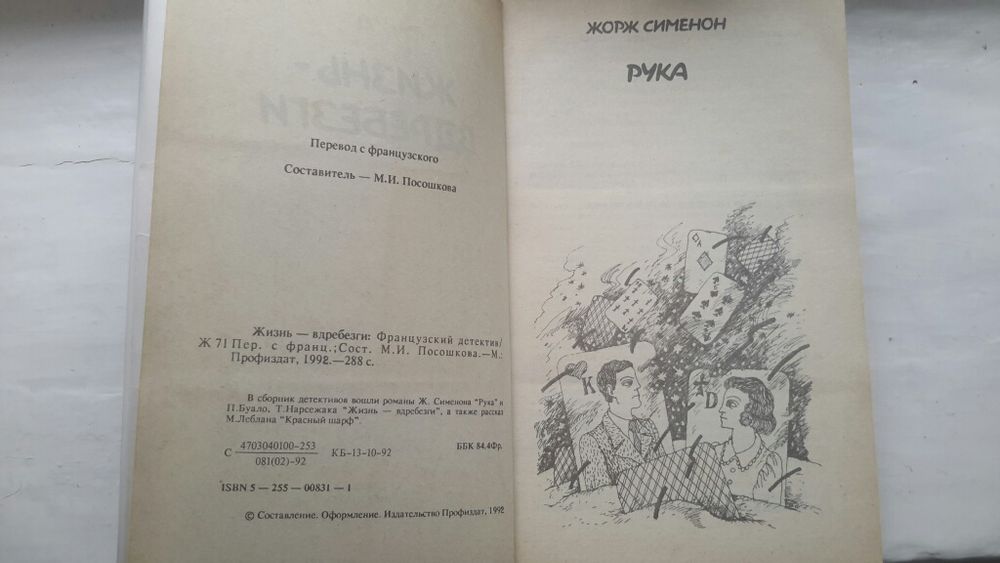 Перевод с французского
Составитель — М.И. Посошкова
Жизнь — вдребезги: Французский детектив/
Ж 71 Пер. с франц.;Сост. М.И. Посошкова.—М.:
Профиздат, 1992.—288 с.
В сборник детективов вошли романы Ж. Сименона "Рука" и
П.Буало, Т.Нарсежака "Жизнь — вдребезги", а также рассказ
М.Леблана "Красный шарф".
С 4703040100–253
081(02)–92
КБ–13–10–92
ББК 84.4Фр.
ISBN 5 — 255 — 00831 — 1
© Составление. Оформление. Издательство Профиздат, 1992
ЖОРЖ СИМЕНОН
РУКА
K
D